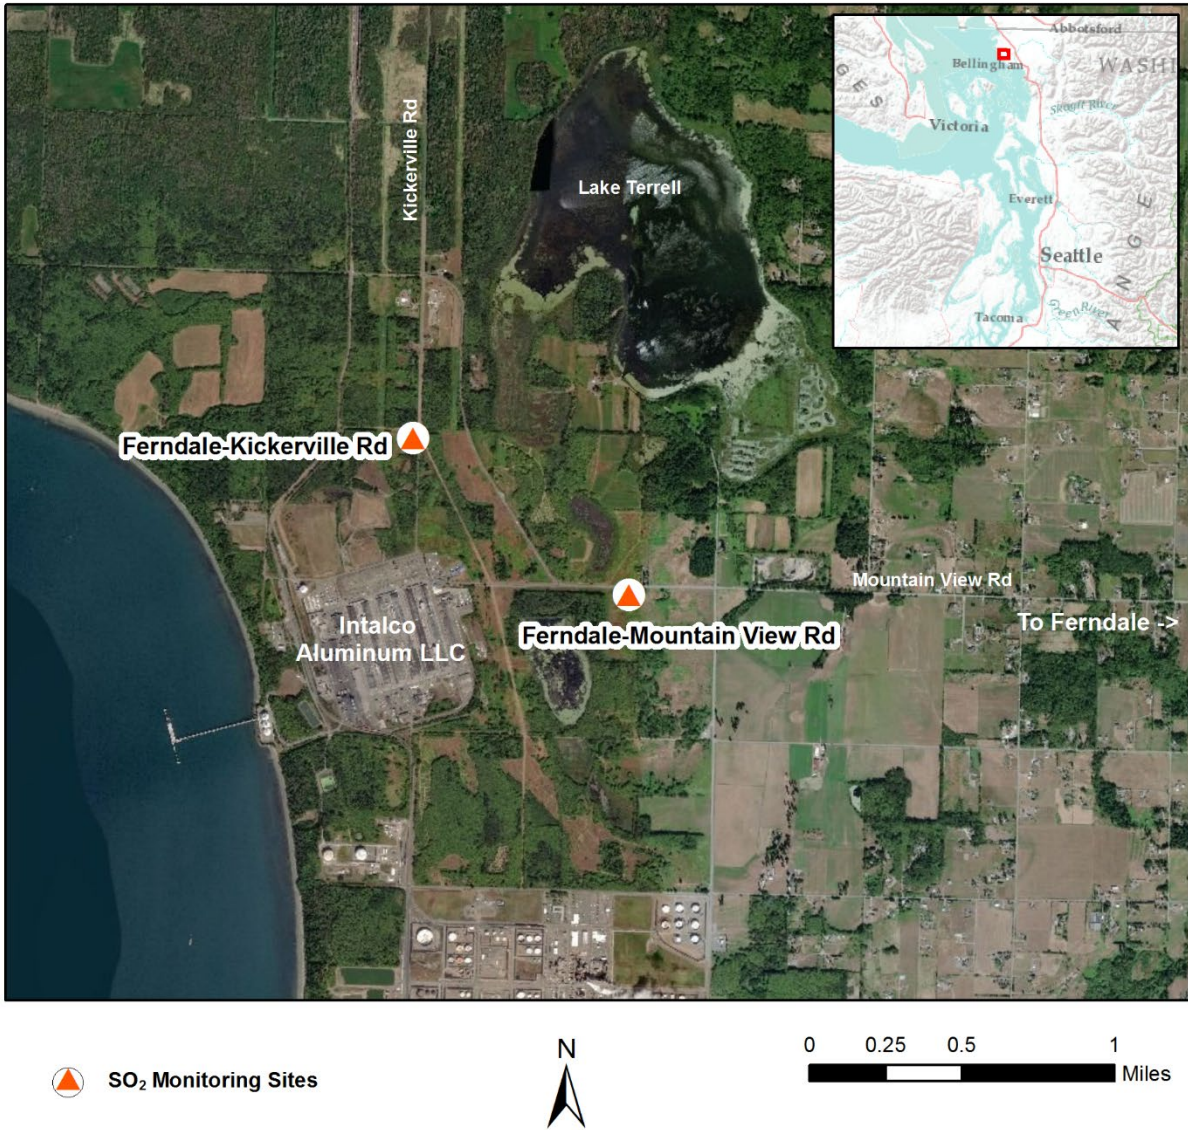 Abbotsford
Bellingham
WASHI
GES
Skagit River
Victoria
Everett
Seattle
ANGE
Green River
Tacoma
Kickerville Rd
Lake Terrell
Ferndale-Kickerville Rd
Mountain View Rd
To Ferndale ->
Intalco
Aluminum LLC
Ferndale-Mountain View Rd
SO₂ Monitoring Sites
N
0 0.25 0.5 1
Miles